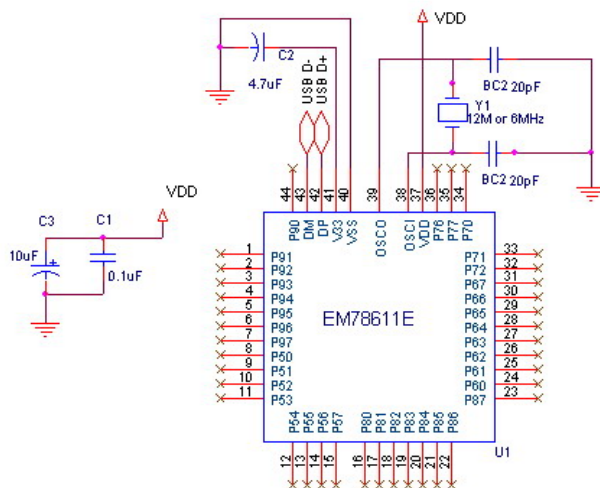 VDD
C2
4.7uF
USB D-
USB D+
BC2 20pF
Y1
12M or 6MHz
BC2 20pF
44
43
42
41
40
39
38
37
36
35
34
P90
DM
DP
V33
VSS
OSCO
OSCI
VDD
P76
P77
P70
VDD
C3
C1
10uF
0.1uF
1 P91
2 P92
3 P93
4 P94
5 P95
6 P96
7 P97
8 P50
9 P51
10 P52
11 P53
EM78611E
P71 33
P72 32
P67 31
P66 30
P65 29
P64 28
P63 27
P62 26
P61 25
P60 24
P87 23
P54
P55
P56
P57
P80
P81
P82
P83
P84
P85
P86
12
13
14
15
16
17
18
19
20
21
22
U1